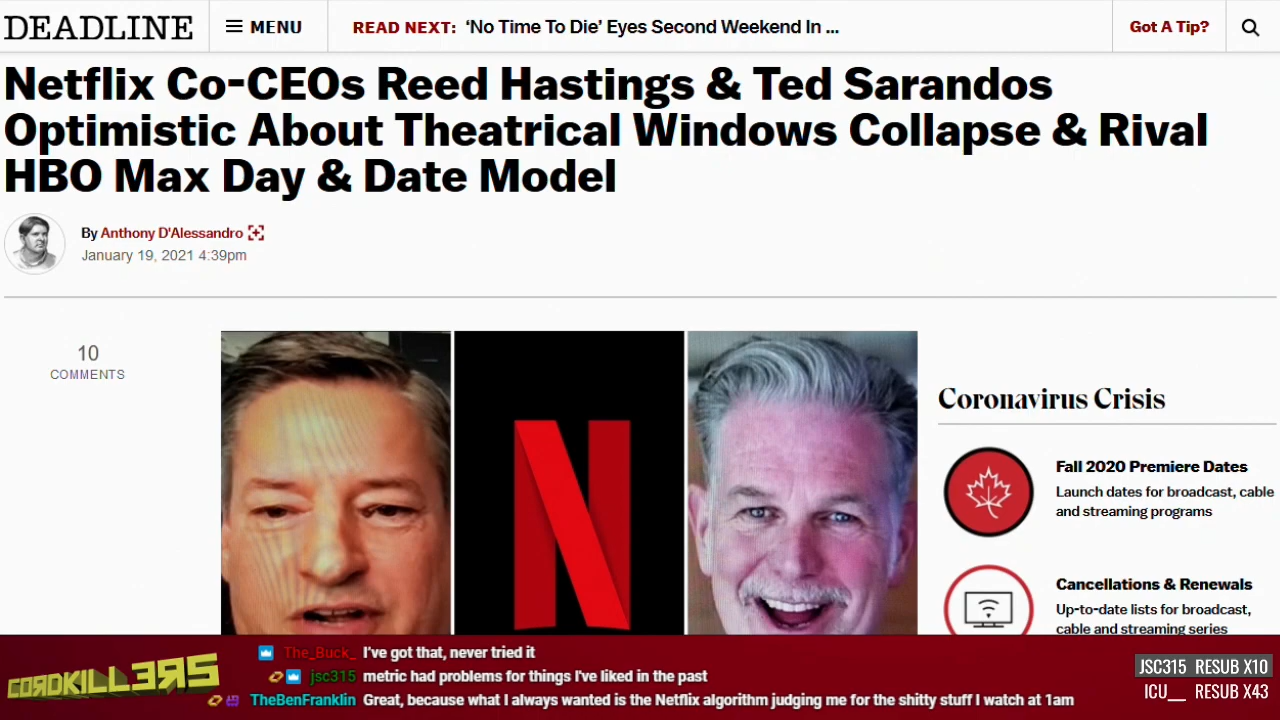 DEADLINE
MENU
READ NEXT: ‘No Time To Die’ Eyes Second Weekend In ...
Got A Tip?
Netflix Co-CEOs Reed Hastings & Ted Sarandos
Optimistic About Theatrical Windows Collapse & Rival
HBO Max Day & Date Model
By Anthony D'Alessandro
January 19, 2021 4:39pm
10
COMMENTS
N
Coronavirus Crisis
Fall 2020 Premiere Dates
Launch dates for broadcast, cable
and streaming programs
Cancellations & Renewals
Up-to-date lists for broadcast,
cable and streaming series
CORDKILLERS
The_Buck_ I’ve got that, never tried it
jsc315 metric had problems for things I’ve liked in the past
TheBenFranklin Great, because what I always wanted is the Netflix algorithm judging me for the shitty stuff I watch at 1am
JSC315 RESUB X10
ICU__ RESUB X43